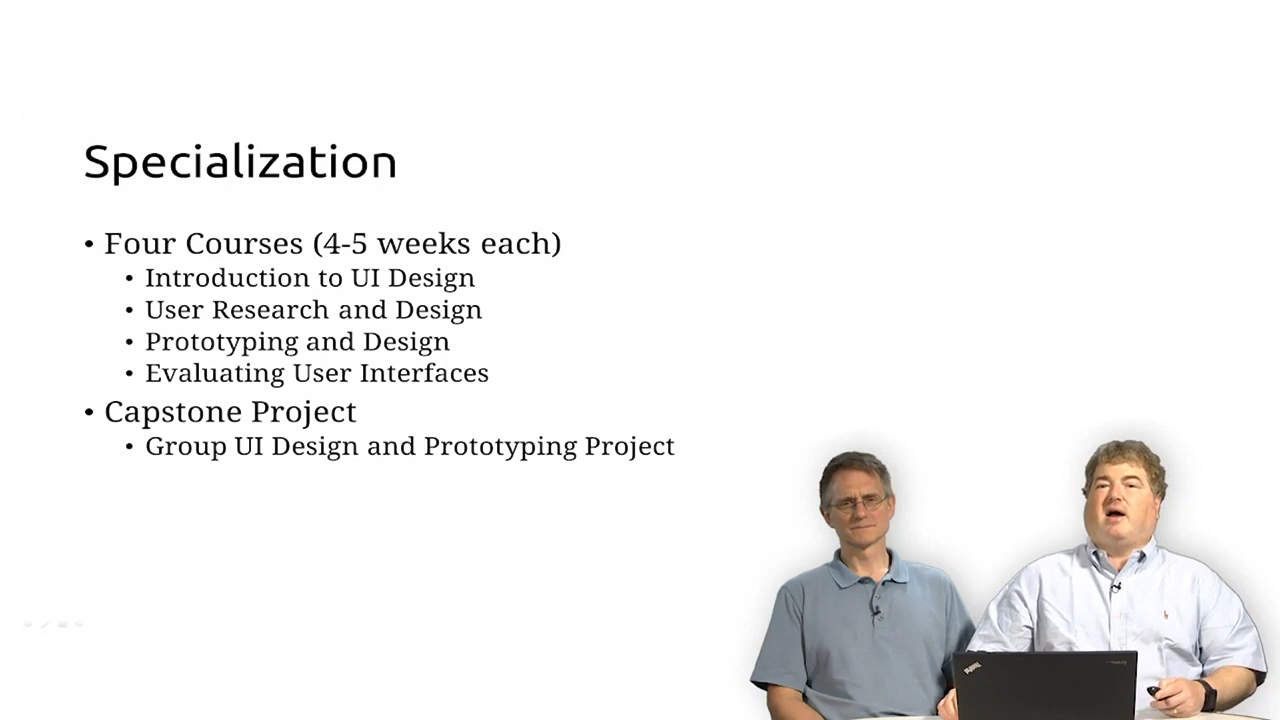 Specialization
• Four Courses (4-5 weeks each)
• Introduction to UI Design
• User Research and Design
• Prototyping and Design
• Evaluating User Interfaces
• Capstone Project
• Group UI Design and Prototyping Project
ThinkPad